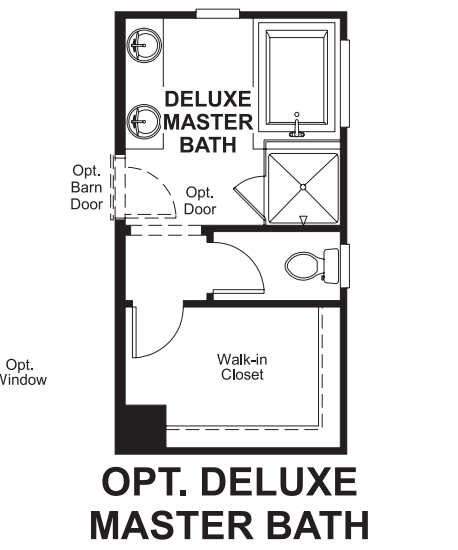 DELUXE
MASTER
BATH
Opt.
Barn
Door
Opt.
Door
Opt.
Window
Walk-in
Closet
OPT. DELUXE
MASTER BATH